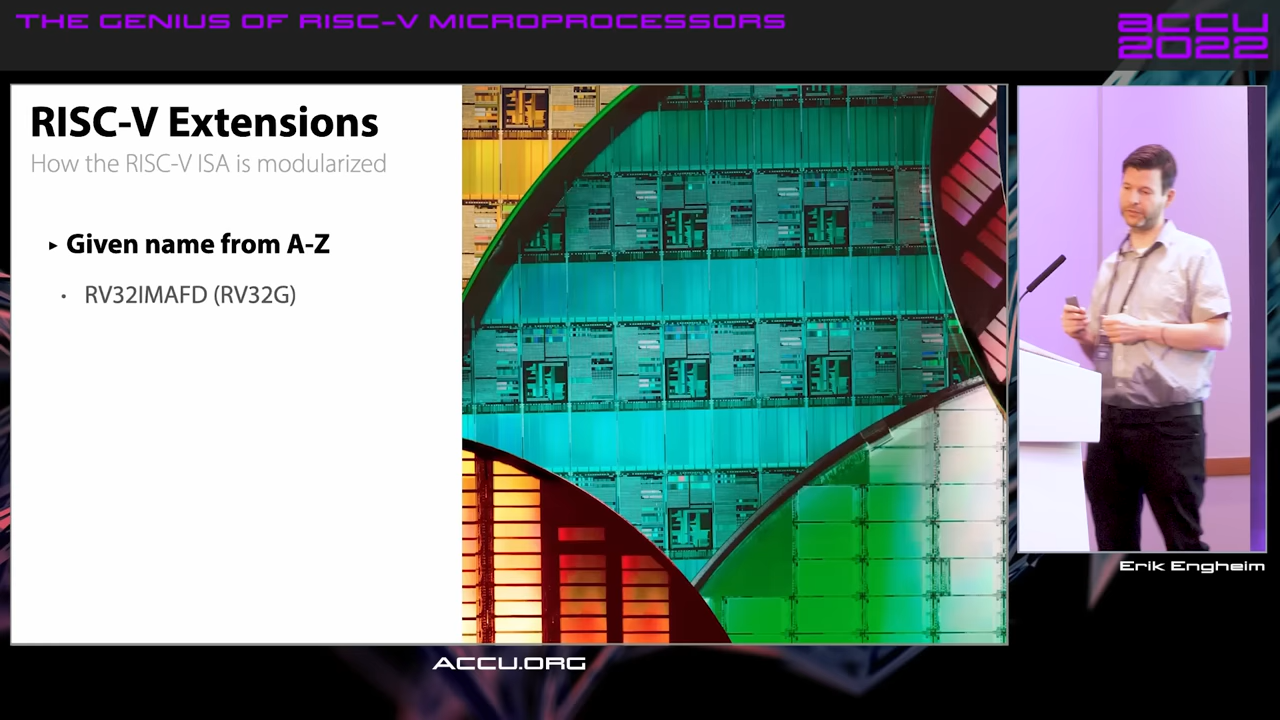 THE GENIUS OF RISC-V MICROPROCESSORS
ACCU
2022
RISC-V Extensions
How the RISC-V ISA is modularized
▸ Given name from A-Z
• RV32IMAFD (RV32G)
Erik Engheim
ACCU.ORG